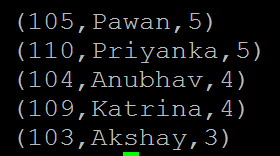 (105,Pawan,5)
(110,Priyanka,5)
(104,Anubhav,4)
(109,Katrina,4)
(103,Akshay,3)